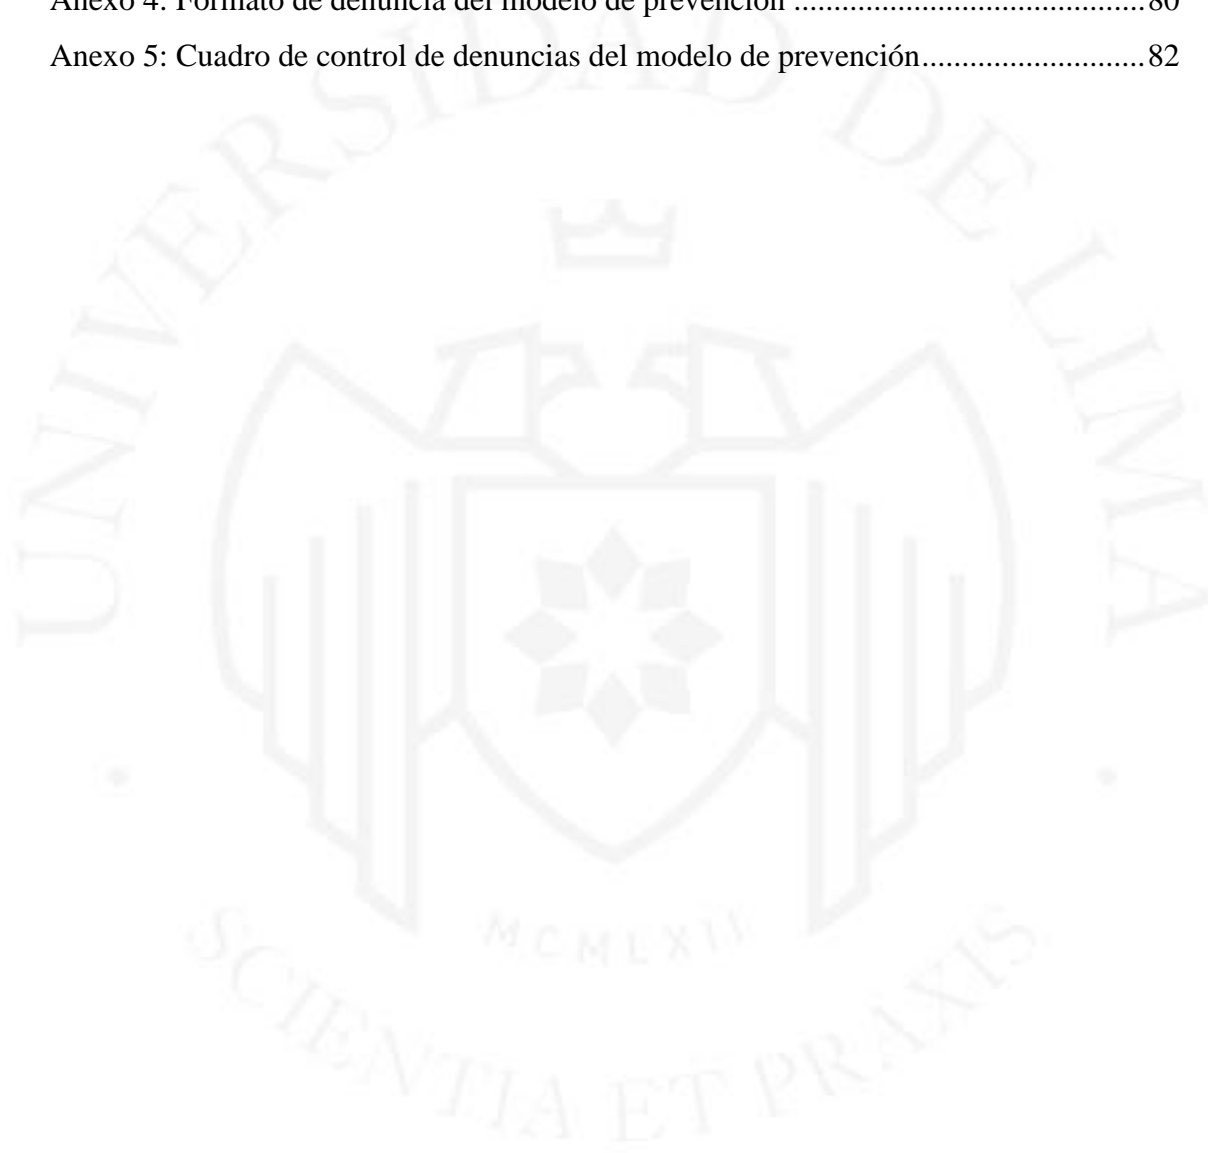 Anexo 4: Formato de denuncia del modelo de prevención ............................................80
Anexo 5: Cuadro de control de denuncias del modelo de prevención............................82
UNIVERSIDAD DE LIMA
MCMLXII
SCIENTIA ET PRAXIS